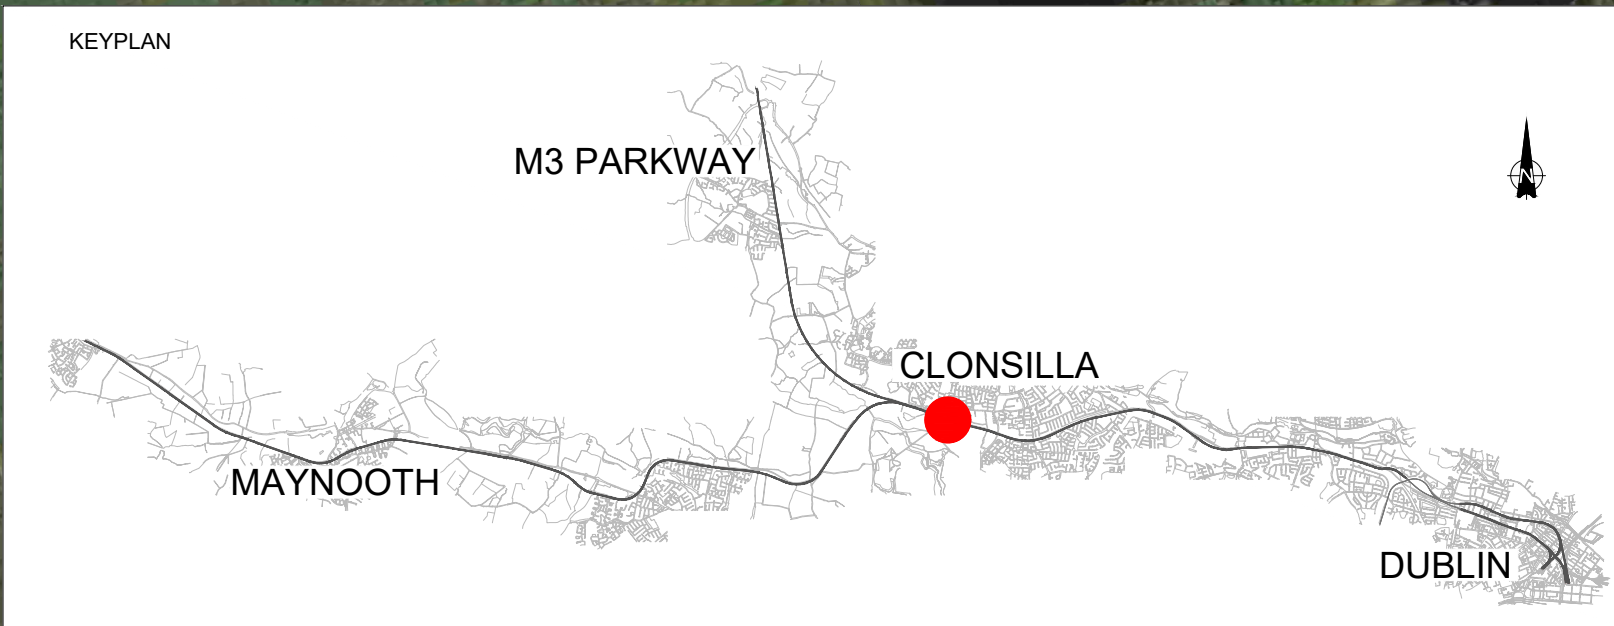 KEYPLAN
M3 PARKWAY
N
CLONSILLA
MAYNOOTH
DUBLIN